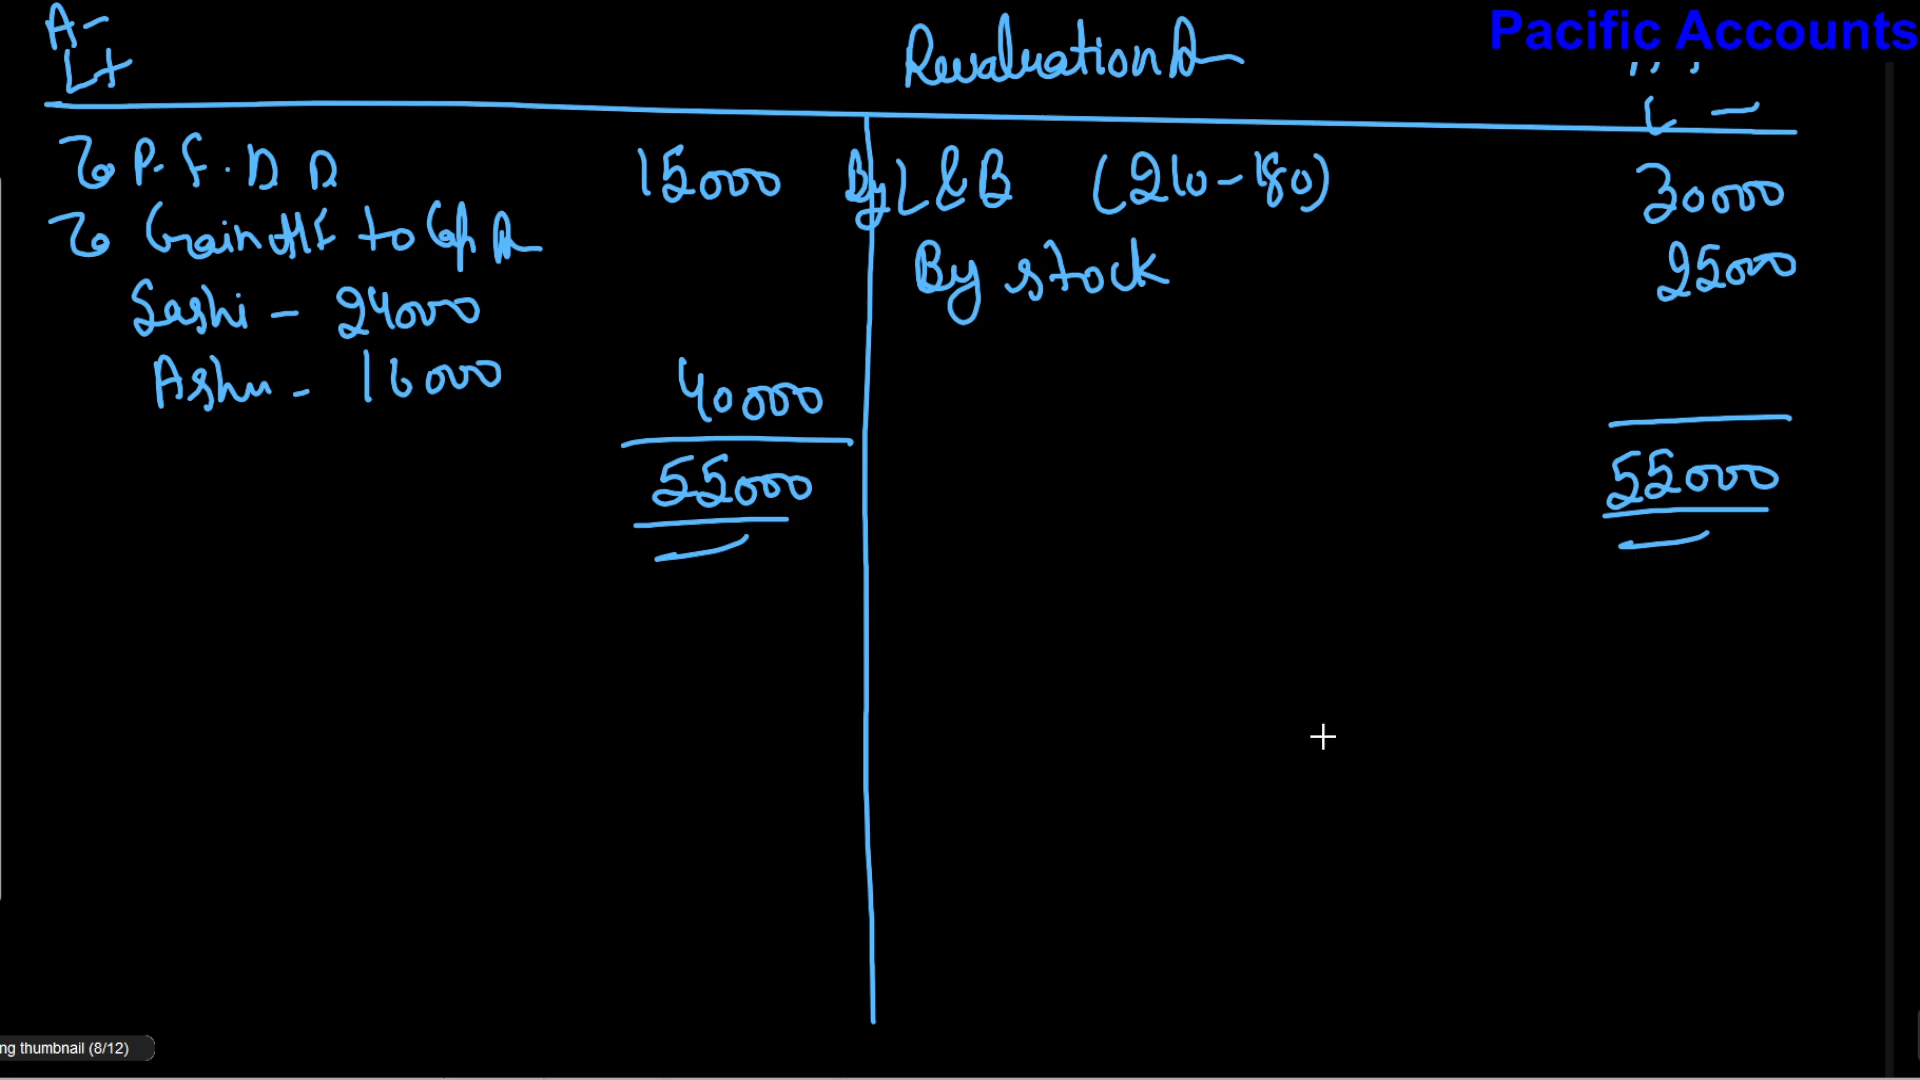 Pacific Accounts
A-
L+
Revaluation A
L -
To P.F.D.D 15000
To Gain trf to Cap A
Sashi - 24000
Ashu - 16000 40000
55000
By L & B (210-180) 30000
By stock 25000
55000
ng thumbnail (8/12)